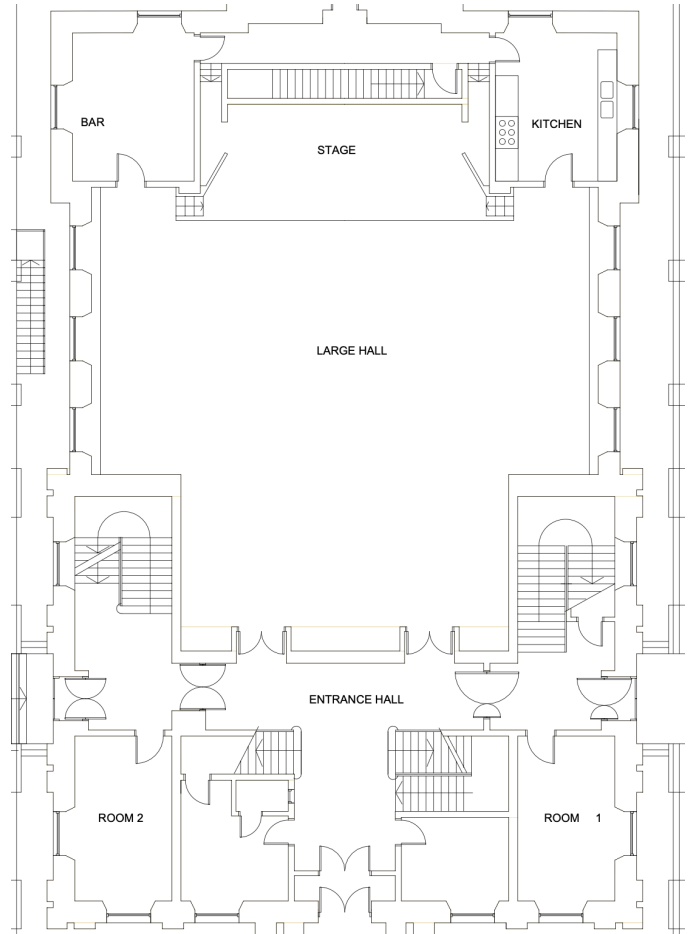 BAR
KITCHEN
STAGE
LARGE HALL
ENTRANCE HALL
ROOM 2
ROOM 1